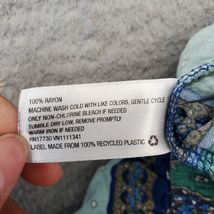 100% RAYON
MACHINE WASH COLD WITH LIKE COLORS, GENTLE CYCLE
ONLY NON-CHLORINE BLEACH IF NEEDED
TUMBLE DRY LOW, REMOVE PROMPTLY
WARM IRON IF NEEDED
RN17730 VN1111341
LABEL MADE FROM 100% RECYCLED PLASTIC